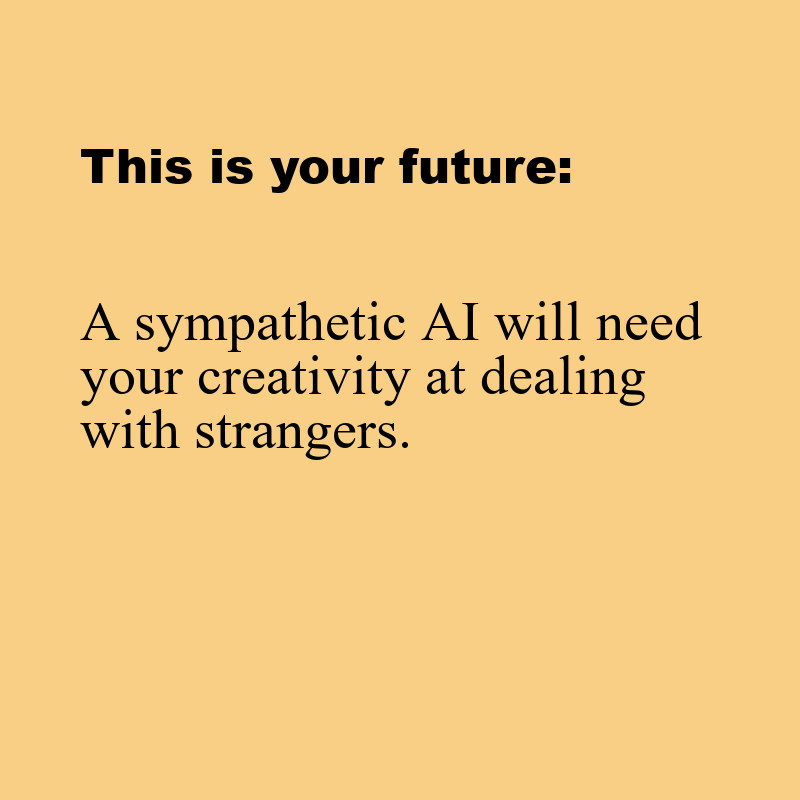 This is your future:
A sympathetic AI will need
your creativity at dealing
with strangers.